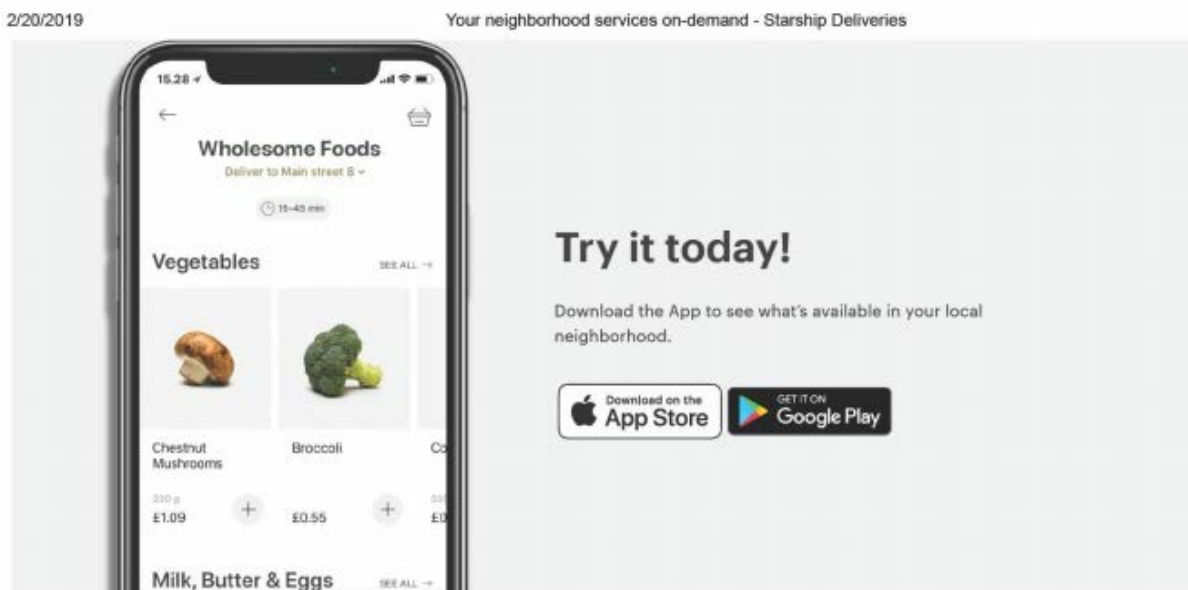 2/20/2019
Your neighborhood services on-demand - Starship Deliveries
15.28
Wholesome Foods
Deliver to Main street 8
15-45 min
Vegetables
SEE ALL →
Chestnut
Mushrooms
Broccoli
Co
£1.09
£0.55
£0
Milk, Butter & Eggs
SEE ALL →
Try it today!
Download the App to see what's available in your local
neighborhood.
Download on the
App Store
GET IT ON
Google Play